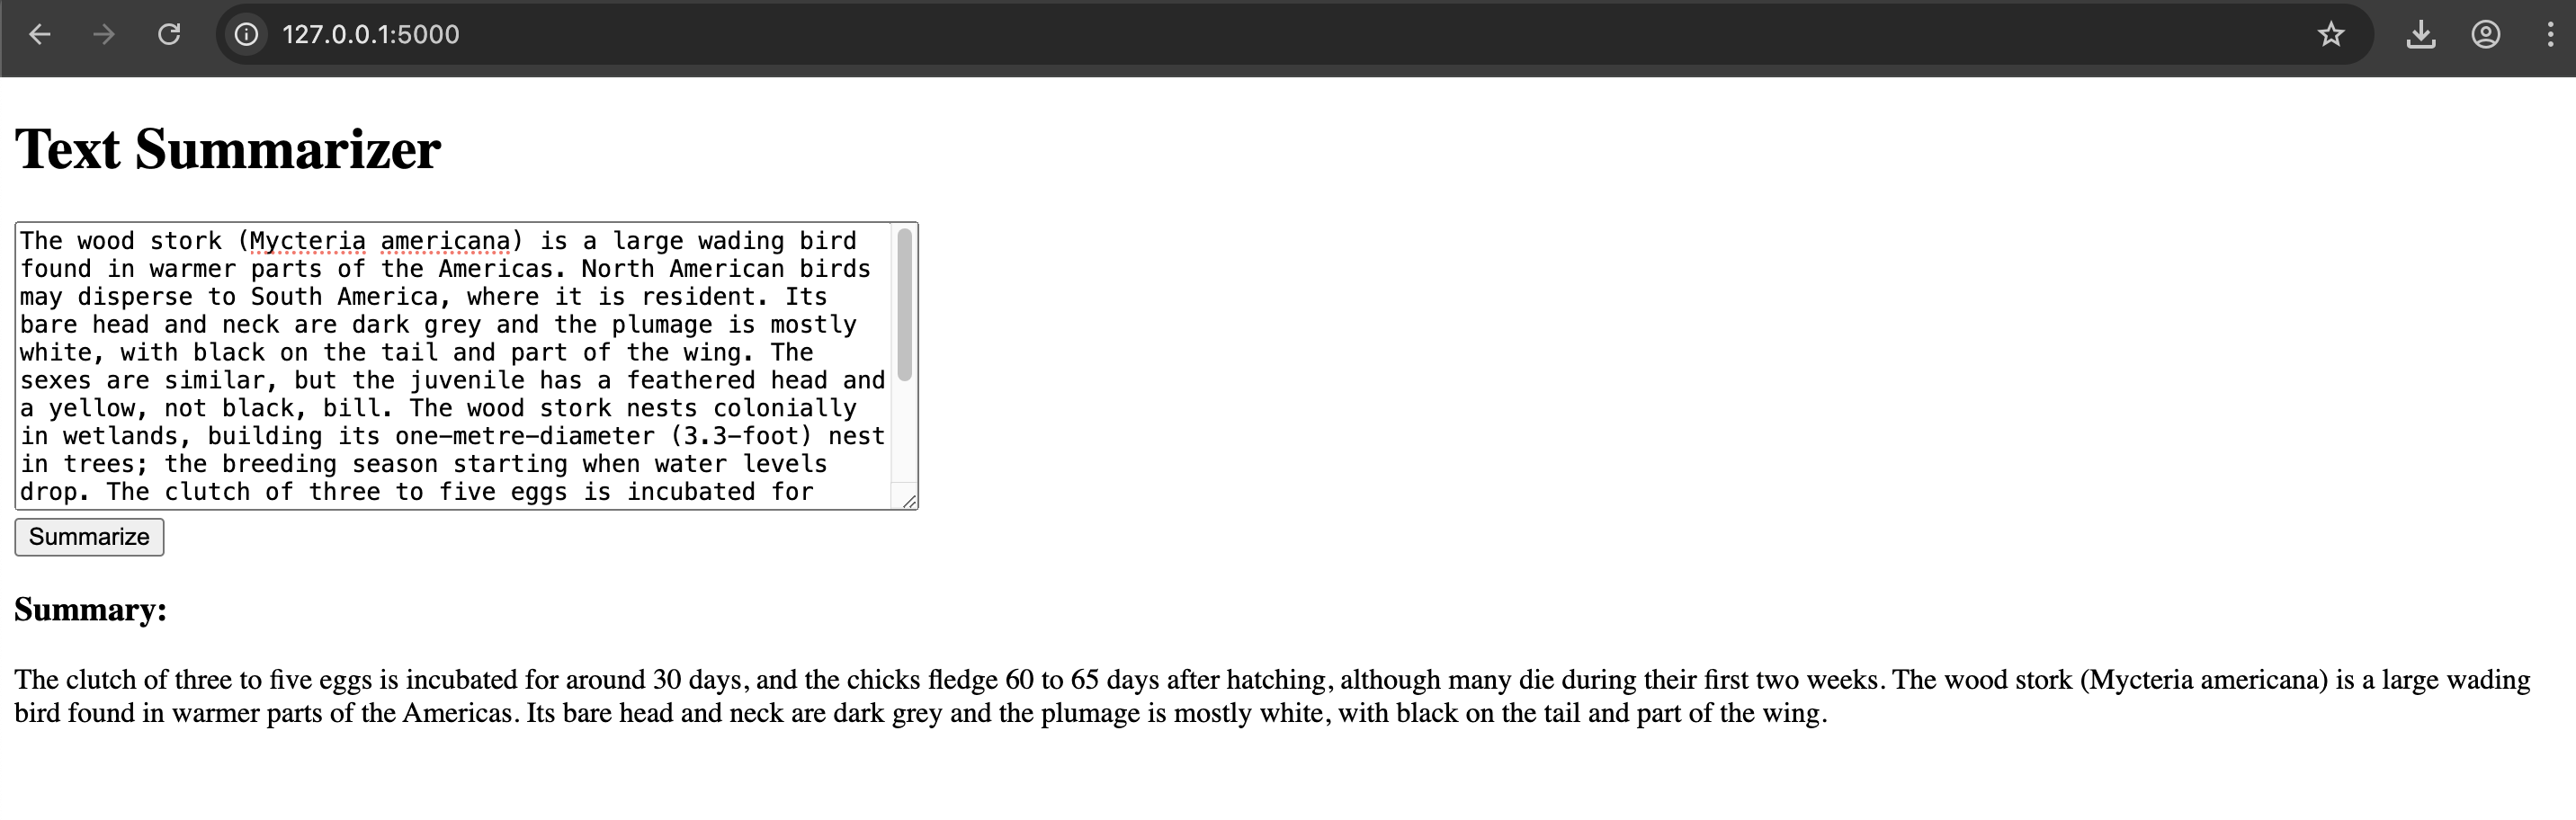 127.0.0.1:5000
Text Summarizer
The wood stork (Mycteria americana) is a large wading bird
found in warmer parts of the Americas. North American birds
may disperse to South America, where it is resident. Its
bare head and neck are dark grey and the plumage is mostly
white, with black on the tail and part of the wing. The
sexes are similar, but the juvenile has a feathered head and
a yellow, not black, bill. The wood stork nests colonially
in wetlands, building its one-metre-diameter (3.3-foot) nest
in trees; the breeding season starting when water levels
drop. The clutch of three to five eggs is incubated for
Summarize
Summary:
The clutch of three to five eggs is incubated for around 30 days, and the chicks fledge 60 to 65 days after hatching, although many die during their first two weeks. The wood stork (Mycteria americana) is a large wading
bird found in warmer parts of the Americas. Its bare head and neck are dark grey and the plumage is mostly white, with black on the tail and part of the wing.